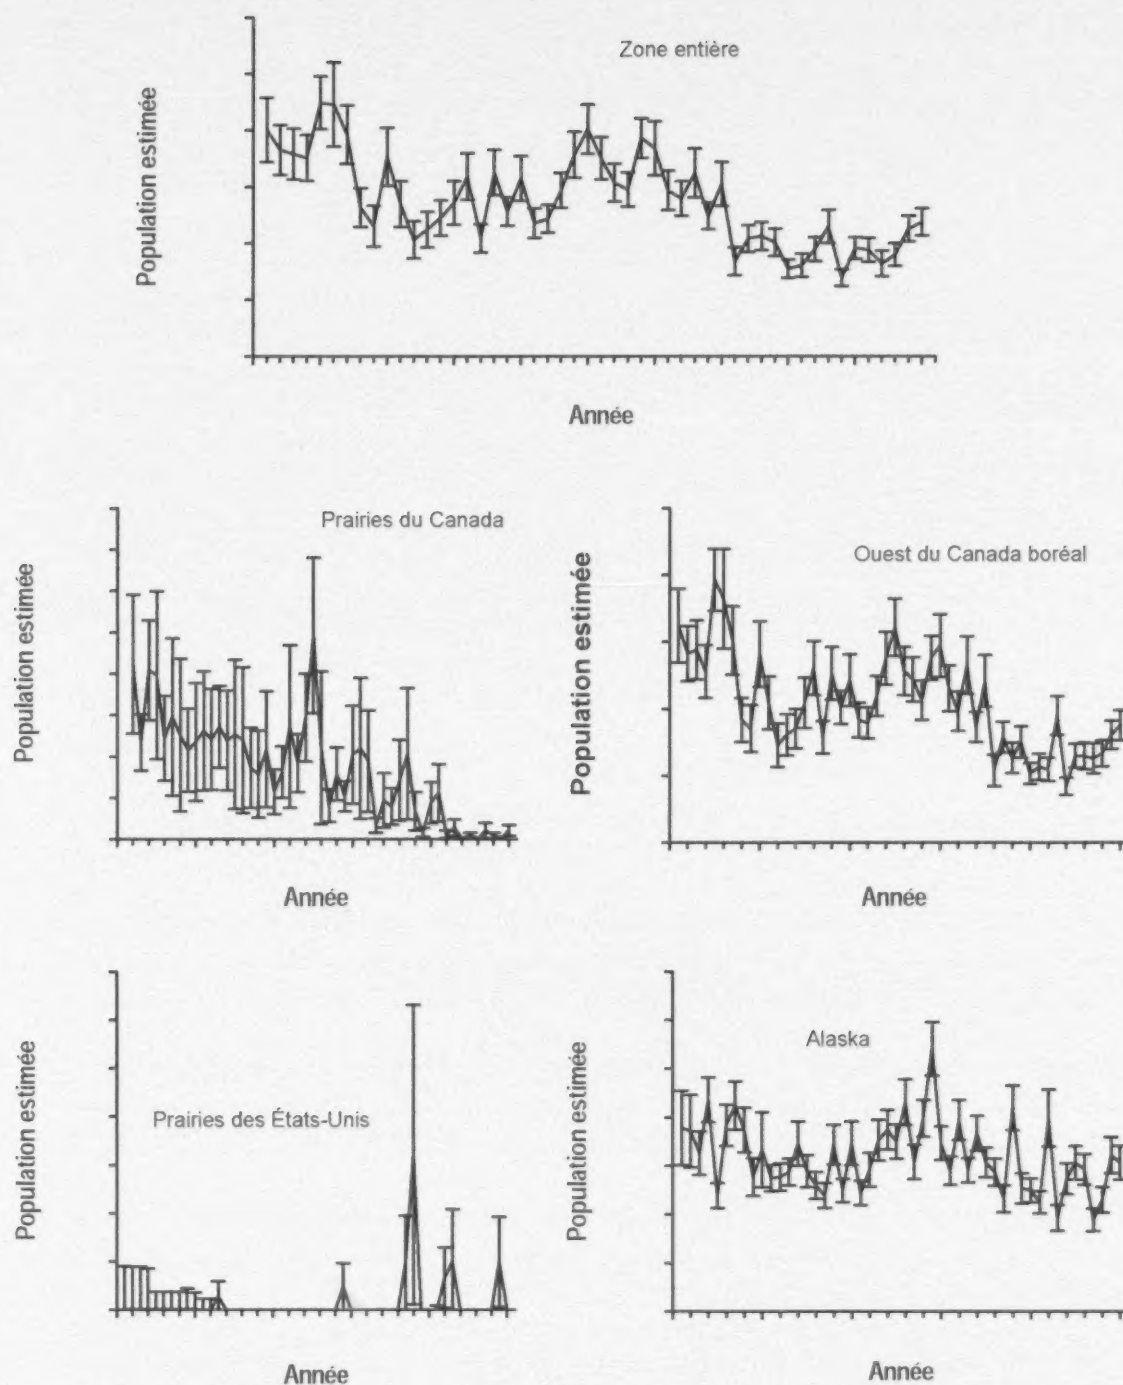 Zone entière
Population estimée
Année
Prairies du Canada
Population estimée
Année
Ouest du Canada boréal
Population estimée
Année
Prairies des États-Unis
Population estimée
Année
Alaska
Population estimée
Année